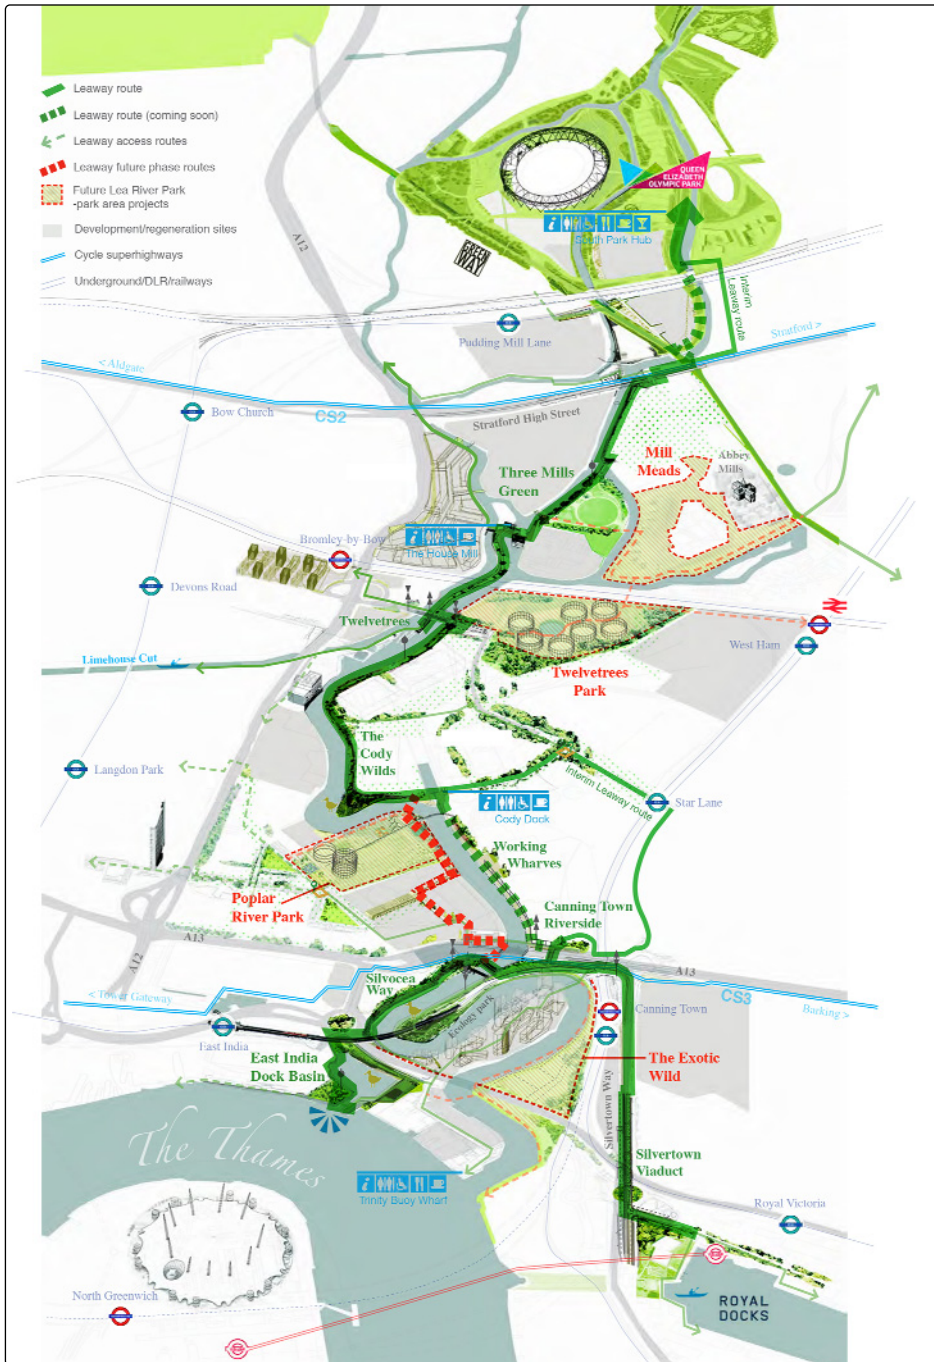 Leaway route
Leaway route (coming soon)
Leaway access routes
Leaway future phase routes
Future Lea River Park
-park area projects
Development/regeneration sites
Cycle superhighways
Underground/DLR/railways
A12
QUEEN
ELIZABETH
OLYMPIC PARK
South Park Hub
GREEN
WAY
Interim
Leaway route
Pudding Mill Lane
Stratford >
< Aldgate
Bow Church
CS2
Stratford High Street
Mill
Meads
Abbey
Mills
Three Mills
Green
The House Mill
Bromley-by-Bow
Devons Road
Twelvetrees
West Ham
Limehouse Cut
Twelvetrees
Park
The
Cody
Wilds
Langdon Park
Interim Leaway route
Star Lane
Cody Dock
Working
Wharves
Poplar
River Park
Canning Town
Riverside
A13
A12
A13
Silvocea
Way
< Tower Gateway
CS3
Barking >
Ecology park
Canning Town
East India
East India
Dock Basin
The Exotic
Wild
Silvertown Way
The Thames
Silvertown
Viaduct
Trinity Buoy Wharf
Royal Victoria
North Greenwich
ROYAL
DOCKS